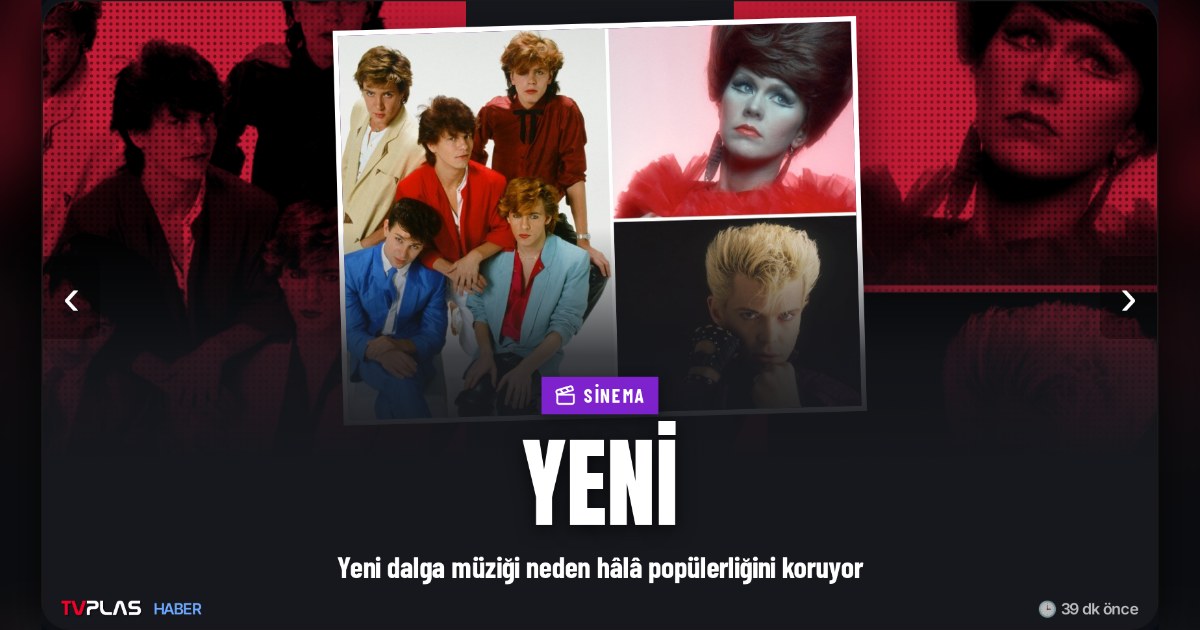 SİNEMA
YENİ
Yeni dalga müziği neden hâlâ popülerliğini koruyor
TVPLAS HABER
39 dk önce